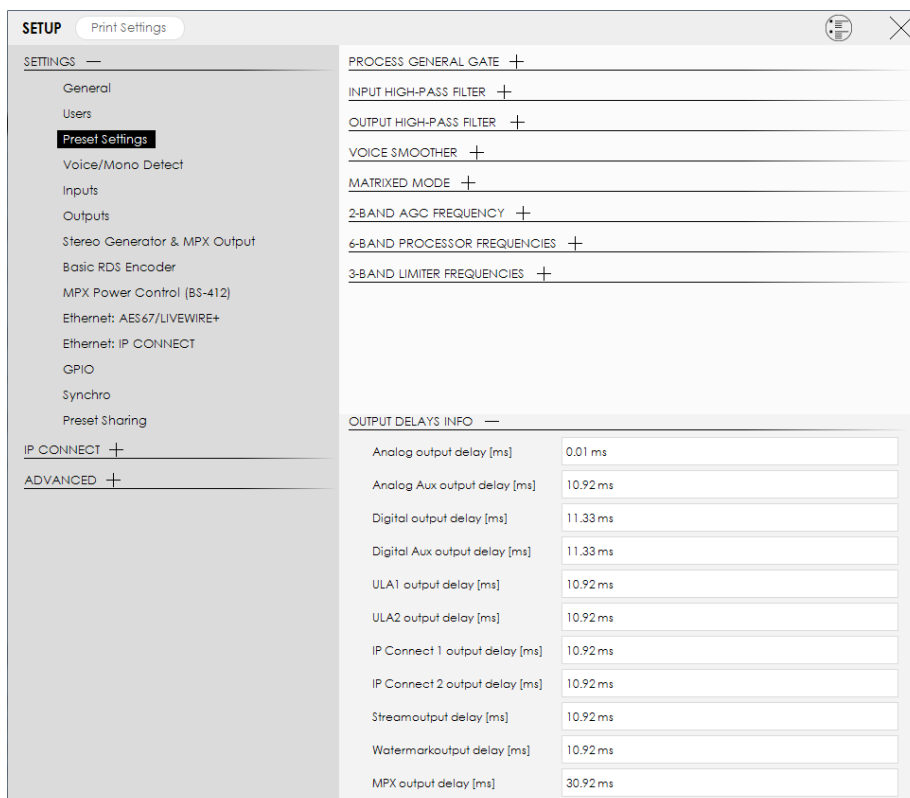 SETUP Print Settings
SETTINGS
General
Users
Preset Settings
Voice/Mono Detect
Inputs
Outputs
Stereo Generator & MPX Output
Basic RDS Encoder
MPX Power Control (BS-412)
Ethernet: AES67/LIVEWIRE+
Ethernet: IP CONNECT
GPIO
Synchro
Preset Sharing
IP CONNECT
ADVANCED
PROCESS GENERAL GATE
INPUT HIGH-PASS FILTER
OUTPUT HIGH-PASS FILTER
VOICE SMOOTHER
MATRIXED MODE
2-BAND AGC FREQUENCY
6-BAND PROCESSOR FREQUENCIES
3-BAND LIMITER FREQUENCIES
OUTPUT DELAYS INFO
Analog output delay [ms] 0.01 ms
Analog Aux output delay [ms] 10.92 ms
Digital output delay [ms] 11.33 ms
Digital Aux output delay [ms] 11.33 ms
ULA1 output delay [ms] 10.92 ms
ULA2 output delay [ms] 10.92 ms
IP Connect 1 output delay [ms] 10.92 ms
IP Connect 2 output delay [ms] 10.92 ms
Streamoutput delay [ms] 10.92 ms
Watermarkoutput delay [ms] 10.92 ms
MPX output delay [ms] 30.92 ms